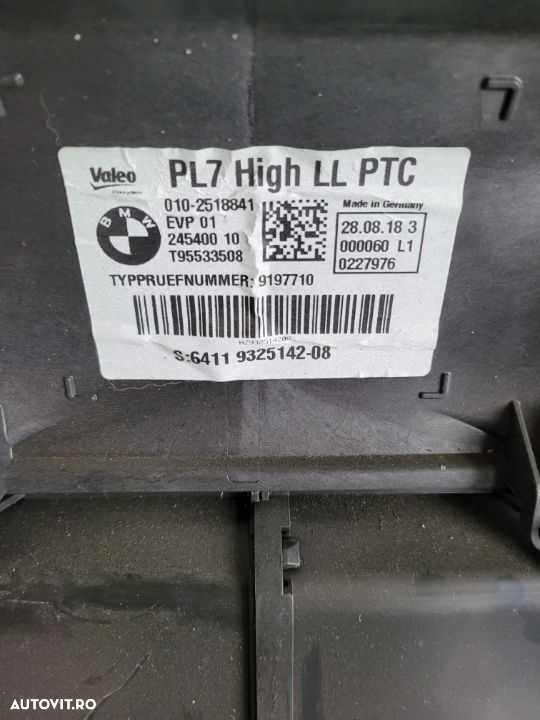 Valeo
PL7 High LL PTC
BMW
010-2518841
EVP 01
245400 10
T95533508
Made in Germany
28.08.18 3
000060 L1
0227976
TYPPRUEFNUMMER: 9197710
S:6411 9325142-08
AUTOVIT.RO